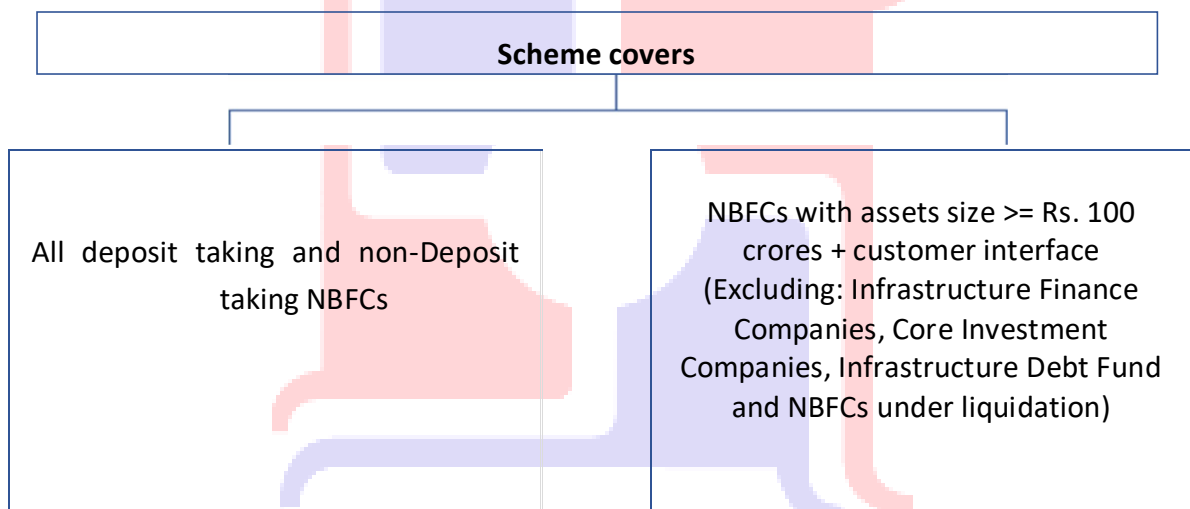 Scheme covers
All deposit taking and non-Deposit
taking NBFCs
NBFCs with assets size >= Rs. 100
crores + customer interface
(Excluding: Infrastructure Finance
Companies, Core Investment
Companies, Infrastructure Debt Fund
and NBFCs under liquidation)